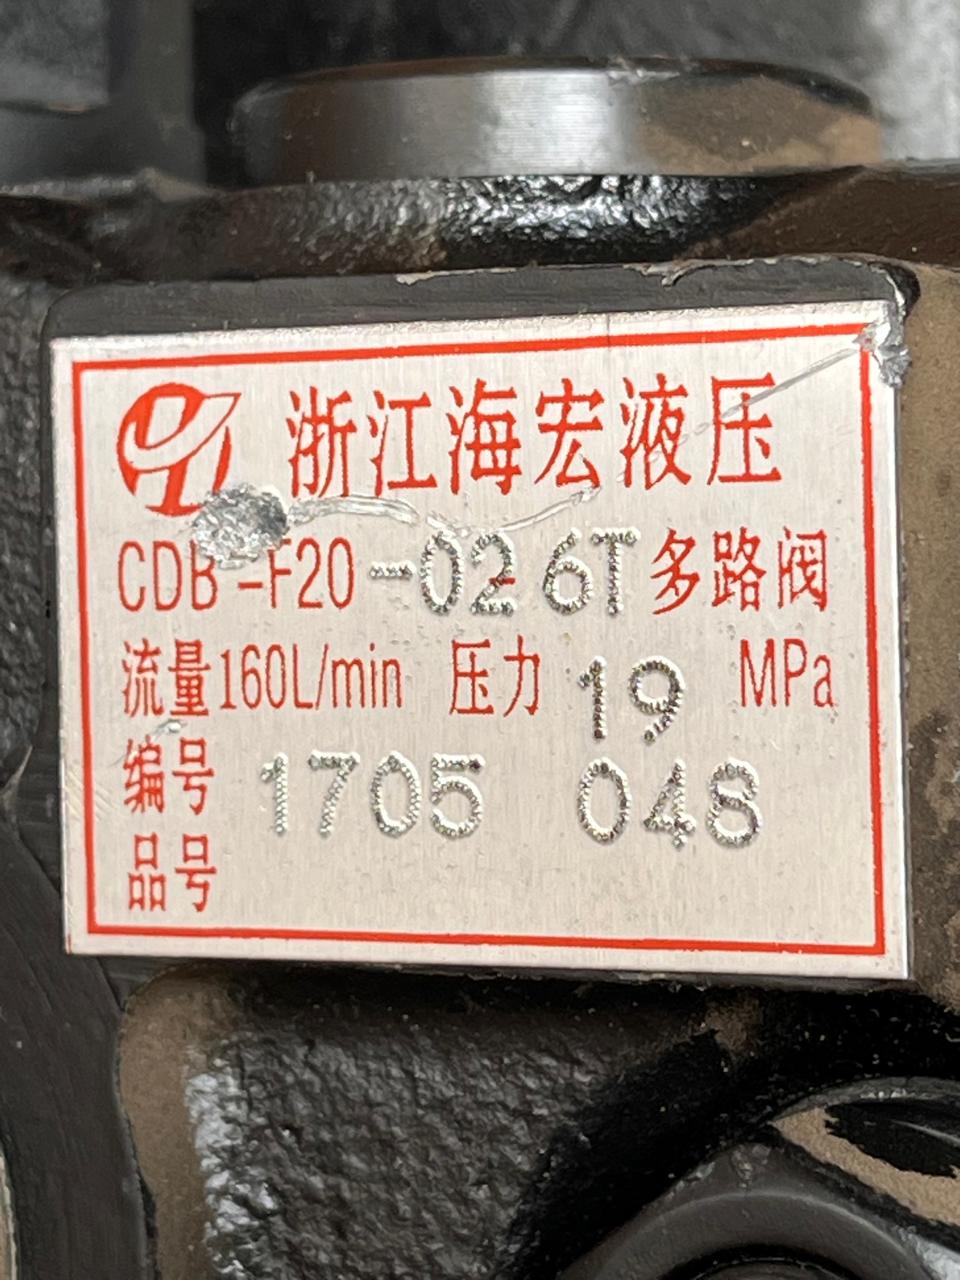 浙江海宏液压
CDB-F20-02 6T 多路阀
流量160L/min 压力 19 MPa
编号 1705 048
品号